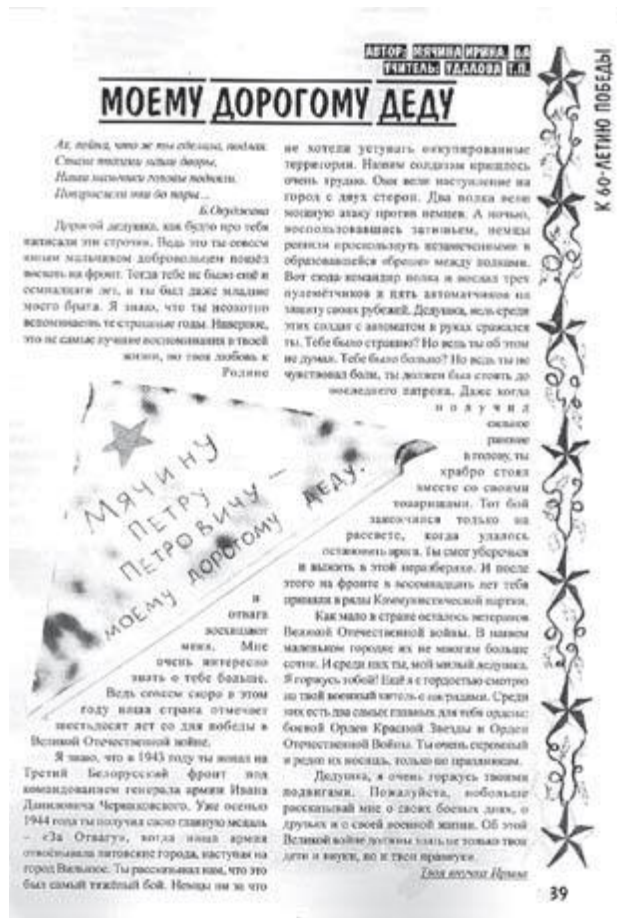 АВТОР: МЯЧИНА ИРИНА, 6А
УЧИТЕЛЬ: УДАЛОВА Т.П.
МОЕМУ ДОРОГОМУ ДЕДУ
К 60-ЛЕТИЮ ПОБЕДЫ
Ах, война, что ж ты сделала, подлая:
Стали тихими наши дворы,
Наши мальчики головы подняли,
Повзрослели они до поры...
Б.Окуджава
Дорогой дедушка, как будто про тебя
написали эти строчки. Ведь это ты совсем
юным мальчиком добровольцем пошёл
воевать на фронт. Тогда тебе не было ещё и
семнадцати лет, и ты был даже младше
моего брата. Я знаю, что ты неохотно
вспоминаешь те страшные годы. Наверное,
это не самые лучшие воспоминания в твоей
жизни, но твоя любовь к
Родине
МЯЧИНУ
ПЕТРУ
ПЕТРОВИЧУ —
МОЕМУ ДОРОГОМУ ДЕДУ.
и
отвага
восхищают
меня. Мне
очень интересно
знать о тебе больше.
Ведь совсем скоро в этом
году наша страна отмечает
шестьдесят лет со дня победы в
Великой Отечественной войне.
Я знаю, что в 1943 году ты попал на
Третий Белорусский фронт под
командованием генерала армии Ивана
Даниловича Черняховского. Уже осенью
1944 года ты получил свою главную медаль
– «За Отвагу», когда наша армия
отвоёвывала литовские города, наступая на
город Вильнюс. Ты рассказывал нам, что это
был самый тяжёлый бой. Немцы ни за что
не хотели уступать оккупированные
территории. Нашим солдатам пришлось
очень трудно. Они вели наступление на
город с двух сторон. Два полка вели
мощную атаку против немцев. А ночью,
воспользовавшись затишьем, немцы
решили проскользнуть незамеченными в
образовавшейся «бреше» между полками.
Вот сюда командир полка и послал трех
пулемётчиков и пять автоматчиков на
защиту своих рубежей. Дедушка, ведь среди
этих солдат с автоматом в руках сражался
ты. Тебе было страшно? Но ведь ты об этом
не думал. Тебе было больно? Но ведь ты не
чувствовал боли, ты должен был стоять до
последнего патрона. Даже когда
получил
сильное
ранение
в голову, ты
храбро стоял
вместе со своими
товарищами. Тот бой
закончился только на
рассвете, когда удалось
остановить врага. Ты смог уберечься
и выжить в этой неразберихе. И после
этого на фронте в восемнадцать лет тебя
приняли в ряды Коммунистической партии.
Как мало в стране осталось ветеранов
Великой Отечественной войны. В нашем
маленьком городке их не многим больше
сотни. И среди них ты, мой милый дедушка.
Я горжусь тобой! Ещё я с гордостью смотрю
на твой военный китель с наградами. Среди
них есть два самых главных для тебя ордена:
боевой Орден Красной Звезды и Орден
Отечественной Войны. Ты очень скромный
и редко их носишь, только по праздникам.
Дедушка, я очень горжусь твоими
подвигами. Пожалуйста, побольше
рассказывай мне о своих боевых днях, о
друзьях и о своей военной жизни. Об этой
Великой войне должны знать не только твои
дети и внуки, но и твои правнуки.
Твоя внучка Ирина
39